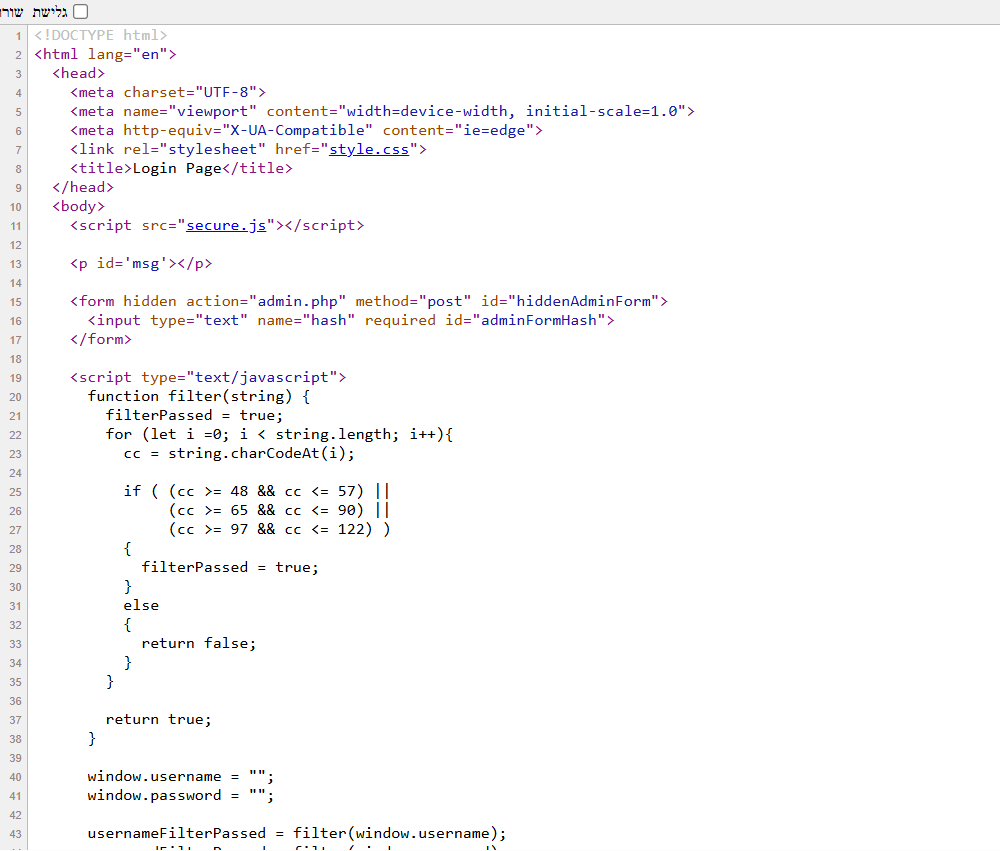 גלישת שורו
1 <!DOCTYPE html>
2 <html lang="en">
3 <head>
4 <meta charset="UTF-8">
5 <meta name="viewport" content="width=device-width, initial-scale=1.0">
6 <meta http-equiv="X-UA-Compatible" content="ie=edge">
7 <link rel="stylesheet" href="style.css">
8 <title>Login Page</title>
9 </head>
10 <body>
11 <script src="secure.js"></script>
12
13 <p id='msg'></p>
14
15 <form hidden action="admin.php" method="post" id="hiddenAdminForm">
16 <input type="text" name="hash" required id="adminFormHash">
17 </form>
18
19 <script type="text/javascript">
20 function filter(string) {
21 filterPassed = true;
22 for (let i =0; i < string.length; i++){
23 cc = string.charCodeAt(i);
24
25 if ( (cc >= 48 && cc <= 57) ||
26 (cc >= 65 && cc <= 90) ||
27 (cc >= 97 && cc <= 122) )
28 {
29 filterPassed = true;
30 }
31 else
32 {
33 return false;
34 }
35 }
36
37 return true;
38 }
39
40 window.username = "";
41 window.password = "";
42
43 usernameFilterPassed = filter(window.username);